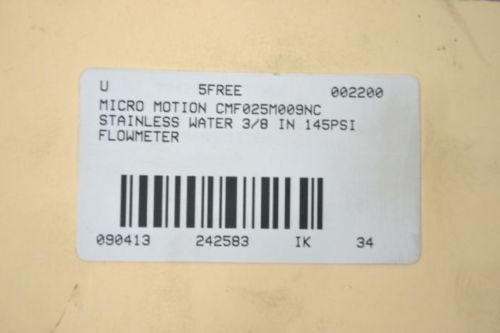 U 5FREE 002200
MICRO MOTION CMF025M009NC
STAINLESS WATER 3/8 IN 145PSI
FLOWMETER
090413 242583 IK 34